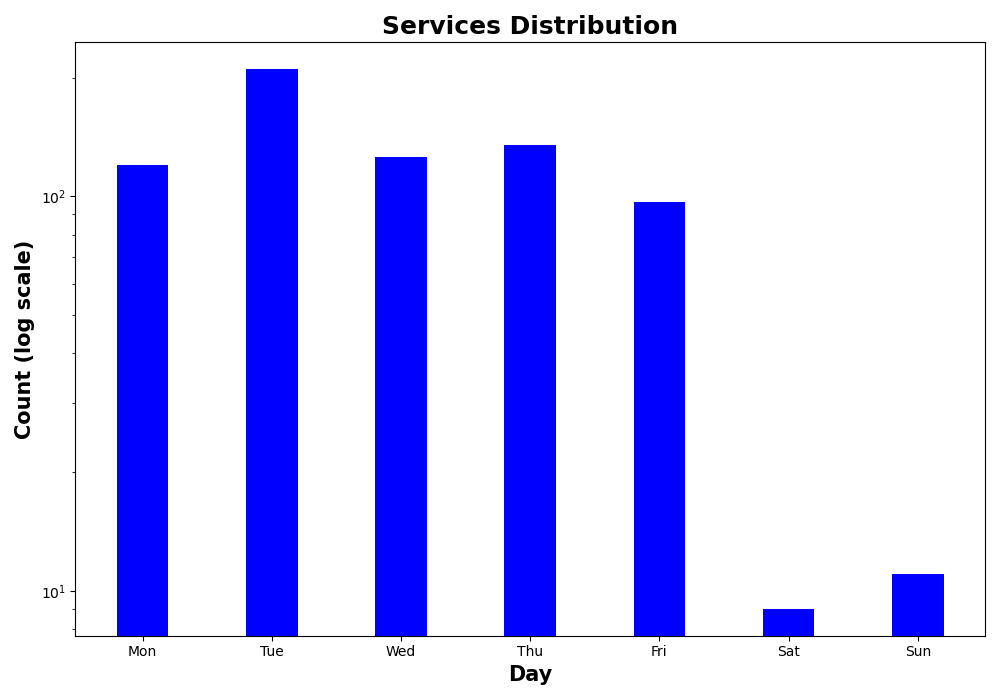 Services Distribution
Count (log scale)
10²
10¹
Mon Tue Wed Thu Fri Sat Sun
Day